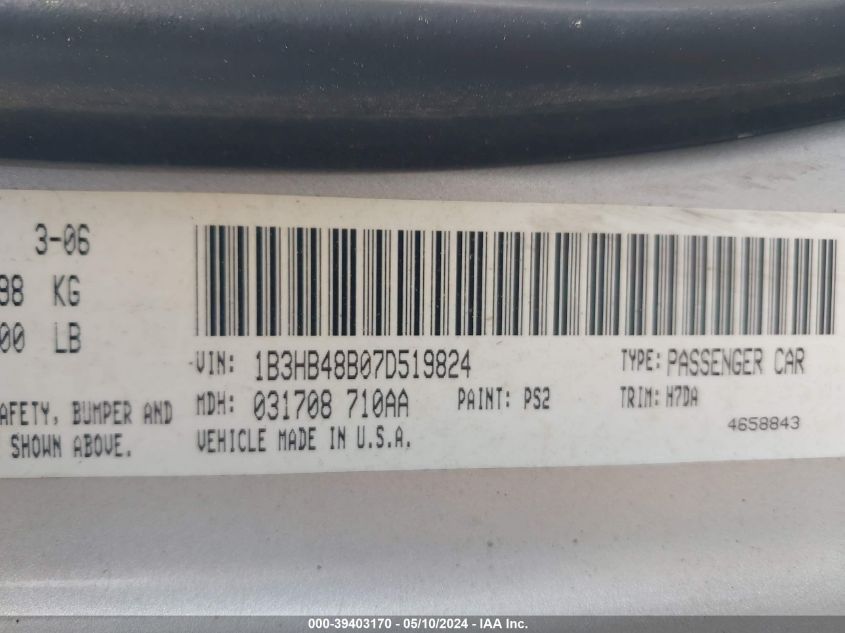 3-06
98 KG
00 LB
VIN: 1B3HB48B07D519824
TYPE: PASSENGER CAR
AFETY, BUMPER AND
MDH: 031708 710AA
PAINT: PS2
TRIM: H7DA
4658843
SHOWN ABOVE.
VEHICLE MADE IN U.S.A.
000-39403170 - 05/10/2024 - IAA Inc.